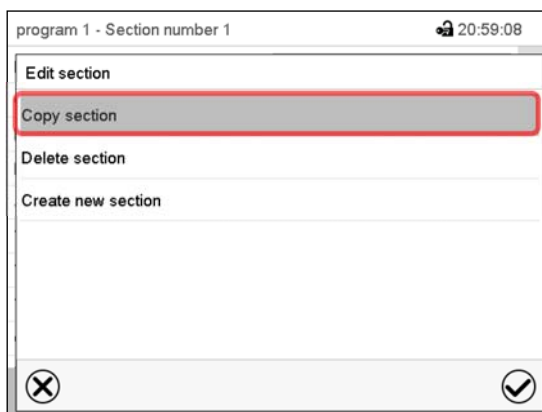 program 1 - Section number 1 20:59:08
Edit section
Copy section
Delete section
Create new section